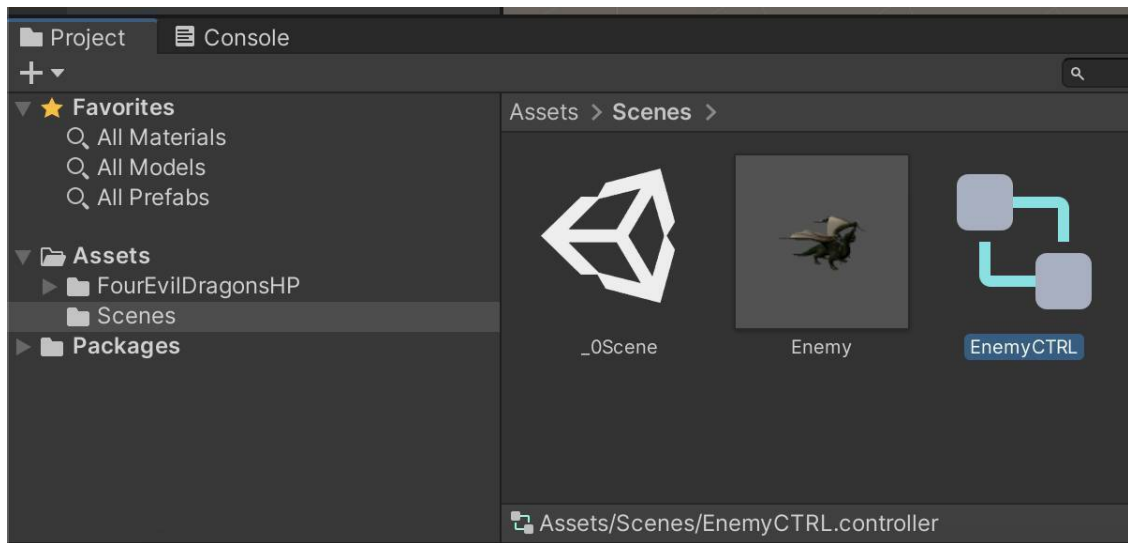 Project
Console
Favorites
All Materials
All Models
All Prefabs
Assets
FourEvilDragonsHP
Scenes
Packages
Assets > Scenes >
_0Scene
Enemy
EnemyCTRL
Assets/Scenes/EnemyCTRL.controller